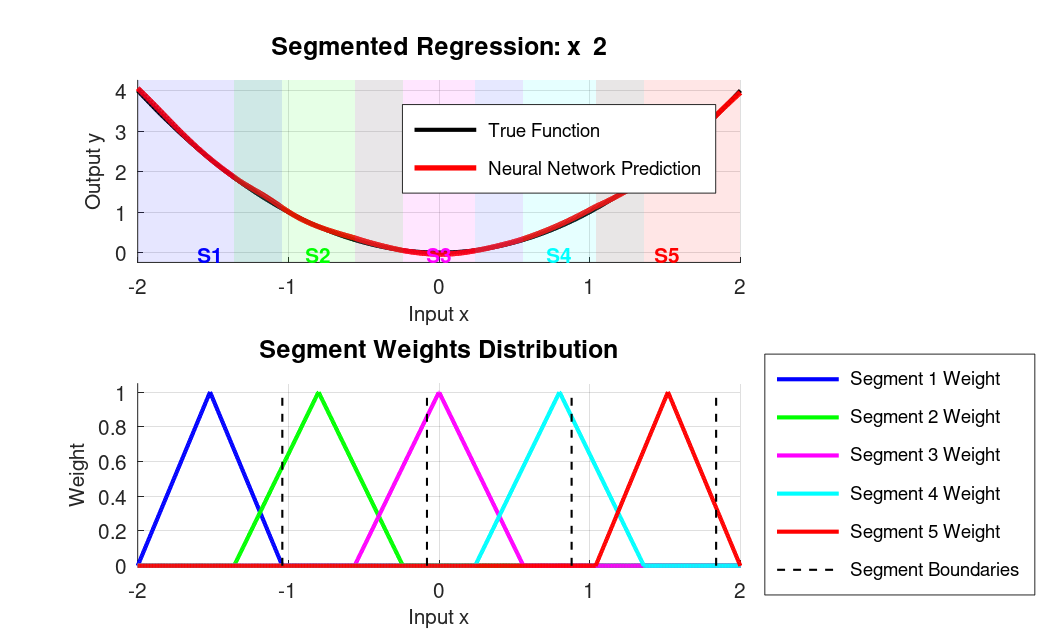 Segmented Regression: x 2
Output y
4
3
2
1
0
True Function
Neural Network Prediction
S1 S2 S3 S4 S5
-2 -1 0 1 2
Input x
Segment Weights Distribution
Weight
1
0.8
0.6
0.4
0.2
0
-2 -1 0 1 2
Input x
Segment 1 Weight
Segment 2 Weight
Segment 3 Weight
Segment 4 Weight
Segment 5 Weight
Segment Boundaries